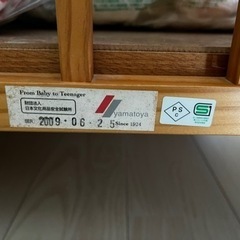 From Baby to Teenager
財団法人
日本文化用品安全試験所
2009・06・25
yamatoya
Since 1924
PS
C
S